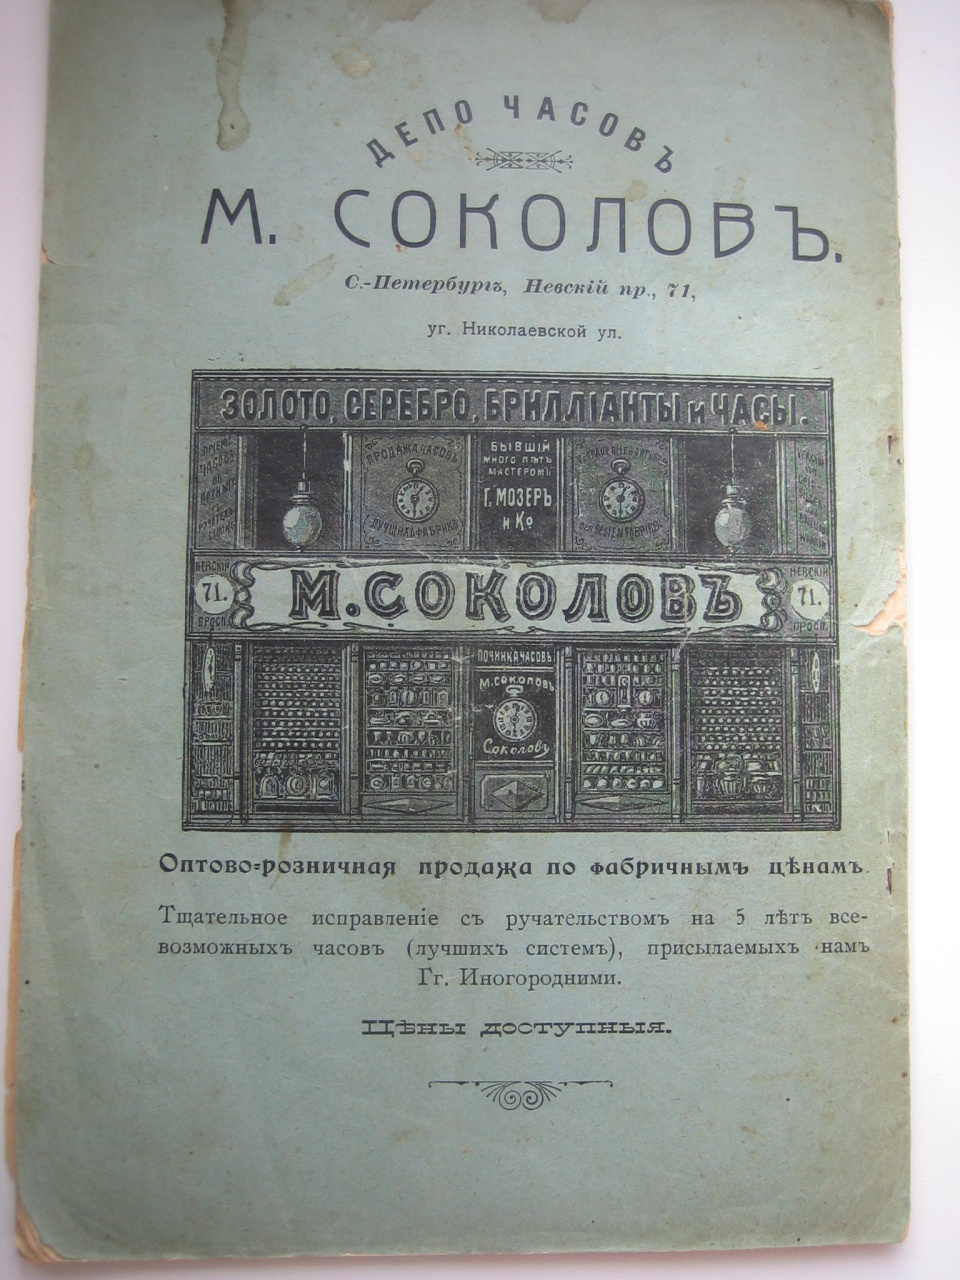 ДЕПО ЧАСОВЪ
М. СОКОЛОВЪ.
С.-Петербургъ, Невскій пр., 71,
уг. Николаевской ул.
ЗОЛОТО, СЕРЕБРО, БРИЛЛІАНТЫ и ЧАСЫ.
ПРОДАЖА ЧАСОВЪ
ЛУЧШИХЪ ФАБРИКЪ
БЫВШІЙ
МНОГО ЛѢТЪ
МАСТЕРОМЪ
Г. МОЗЕРЪ
и Ко
НЕВСКІЙ
71.
ПРОСП.
М. СОКОЛОВЪ
НЕВСКІЙ
71.
ПРОСП.
ПОЧИНКА ЧАСОВЪ
М. СОКОЛОВЪ
Соколовъ
Оптово-розничная продажа по фабричнымъ цѣнамъ.
Тщательное исправленіе съ ручательствомъ на 5 лѣтъ все-
возможныхъ часовъ (лучшихъ системъ), присылаемыхъ намъ
Гг. Иногородними.
Цѣны доступныя.